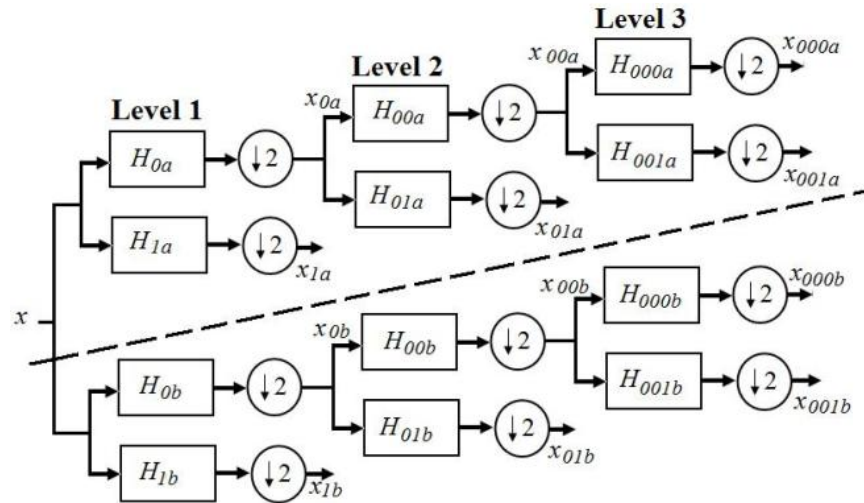 Level 1
Level 2
Level 3
x
H0a
↓2
x0a
H00a
↓2
x00a
H000a
↓2
x000a
H001a
↓2
x001a
H01a
↓2
x01a
H1a
↓2
x1a
H0b
↓2
x0b
H00b
↓2
x00b
H000b
↓2
x000b
H001b
↓2
x001b
H01b
↓2
x01b
H1b
↓2
x1b